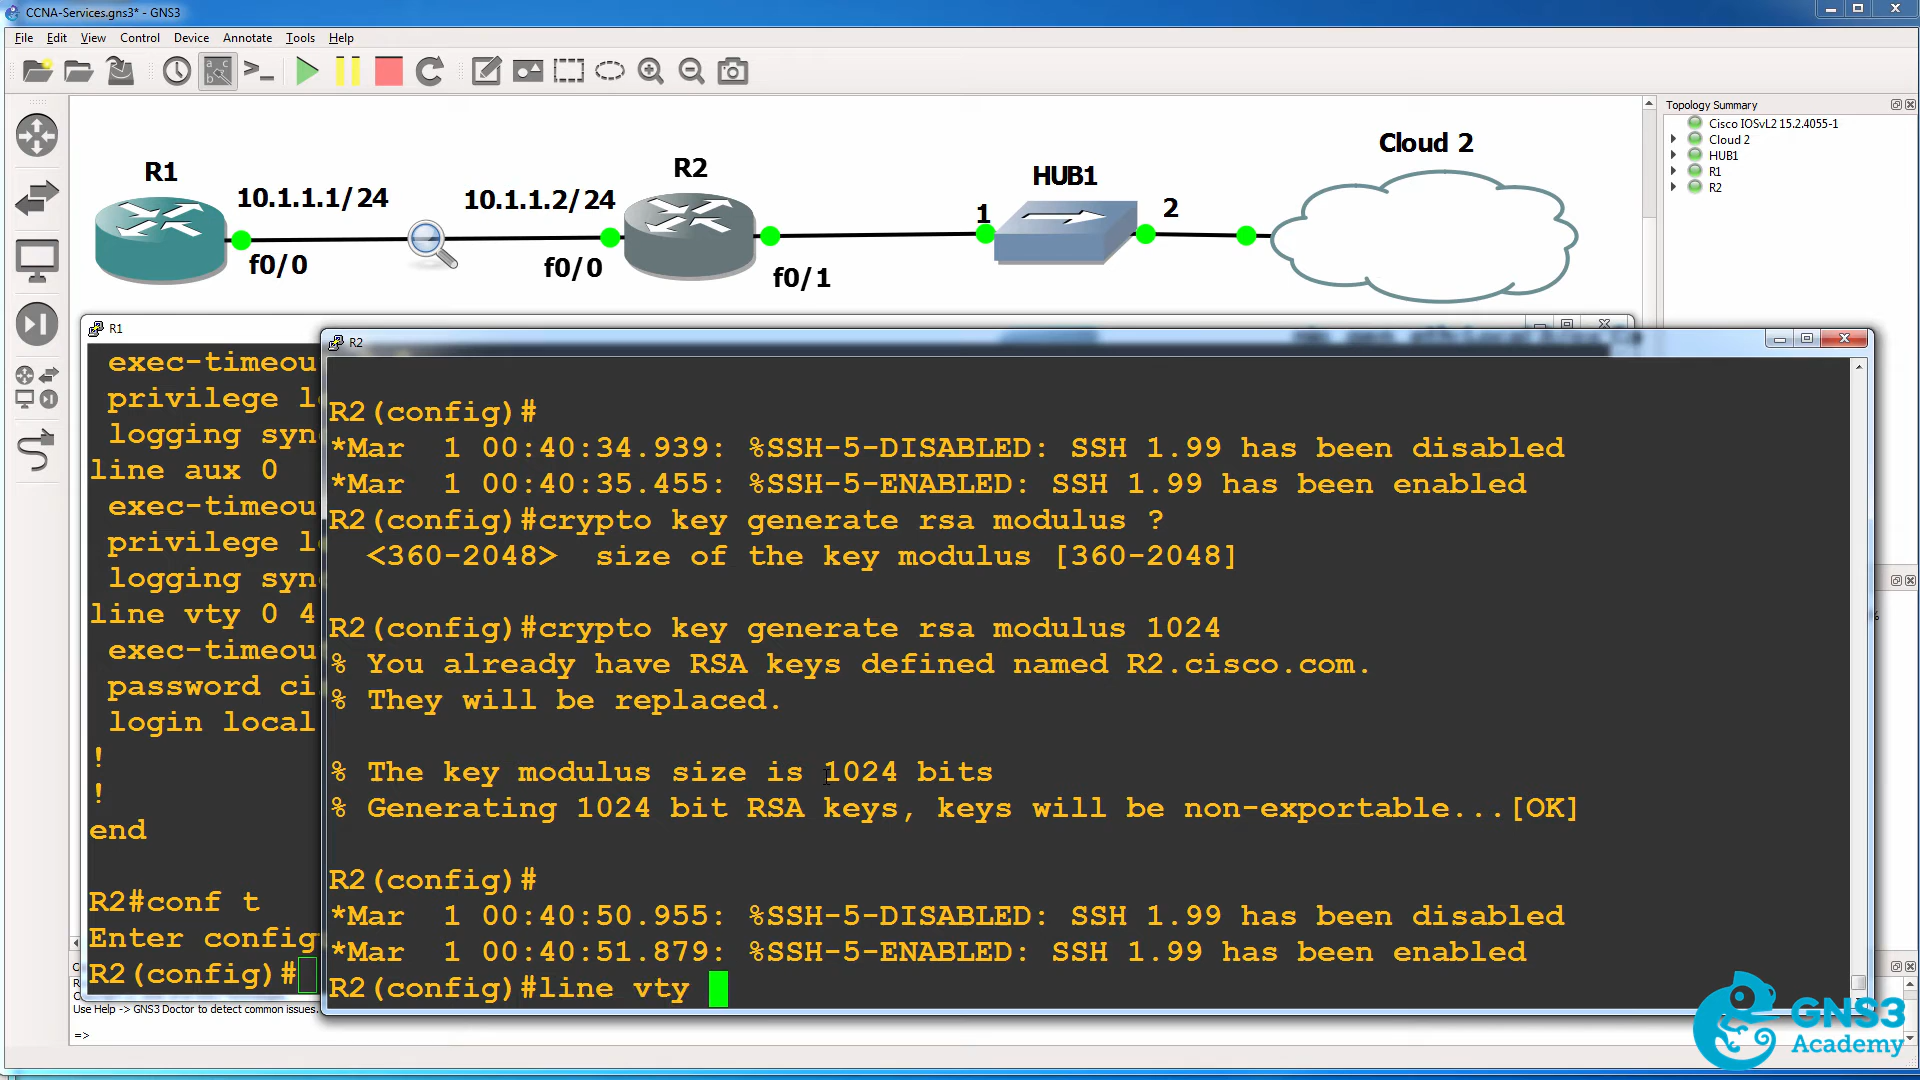 CCNA-Services.gns3* - GNS3
File Edit View Control Device Annotate Tools Help
Topology Summary
Cisco IOSvL2 15.2.4055-1
Cloud 2
HUB1
R1
R2
R1
10.1.1.1/24
f0/0
R2
10.1.1.2/24
f0/0
f0/1
HUB1
1
2
Cloud 2
R1
exec-timeou
privilege l
logging syn
line aux 0
exec-timeou
privilege l
logging syn
line vty 0 4
exec-timeou
password ci
login local
!
!
end
R2#conf t
Enter config
R2(config)#
R2
R2(config)#
*Mar  1 00:40:34.939: %SSH-5-DISABLED: SSH 1.99 has been disabled
*Mar  1 00:40:35.455: %SSH-5-ENABLED: SSH 1.99 has been enabled
R2(config)#crypto key generate rsa modulus ?
<360-2048>  size of the key modulus [360-2048]
R2(config)#crypto key generate rsa modulus 1024
% You already have RSA keys defined named R2.cisco.com.
% They will be replaced.
% The key modulus size is 1024 bits
% Generating 1024 bit RSA keys, keys will be non-exportable...[OK]
R2(config)#
*Mar  1 00:40:50.955: %SSH-5-DISABLED: SSH 1.99 has been disabled
*Mar  1 00:40:51.879: %SSH-5-ENABLED: SSH 1.99 has been enabled
R2(config)#line vty
Use Help -> GNS3 Doctor to detect common issues.
=>
GNS3
Academy